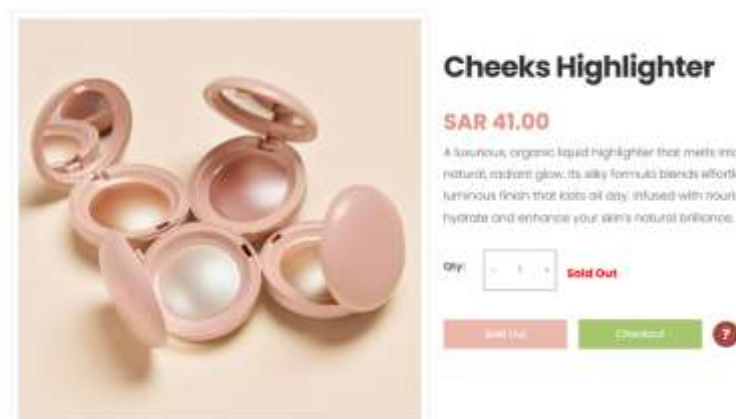 Cheeks Highlighter
SAR 41.00
A luxurious, organic liquid highlighter that melts into
natural, radiant glow. Its silky formula blends effortl
luminous finish that lasts all day. Infused with nouri
hydrate and enhance your skin's natural brilliance.
Qty: - 1 + Sold Out
Sold Out Checkout ?